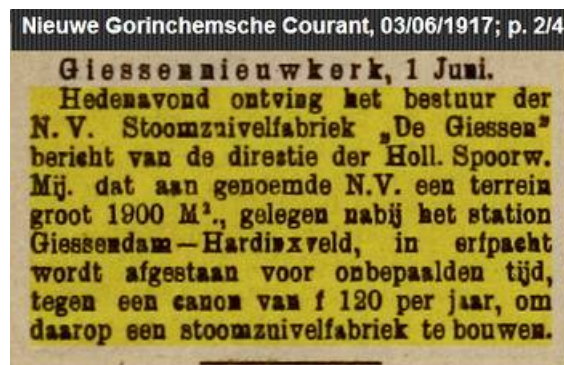 Nieuwe Gorinchemsche Courant, 03/06/1917; p. 2/4
Giessennieuwkerk, 1 Juni.
Hedenavond ontving het bestuur der
N. V. Stoomzuivelfabriek „De Giessen”
bericht van de direstie der Holl. Spoorw.
Mij. dat aan genoemde N.V. een terrein
groot 1900 M²., gelegen nabij het station
Giessendam—Hardinxveld, in erfpacht
wordt afgestaan voor onbepaalden tijd,
tegen een canon van f 120 per jaar, om
daarop een stoomzuivelfabriek te bouwen.